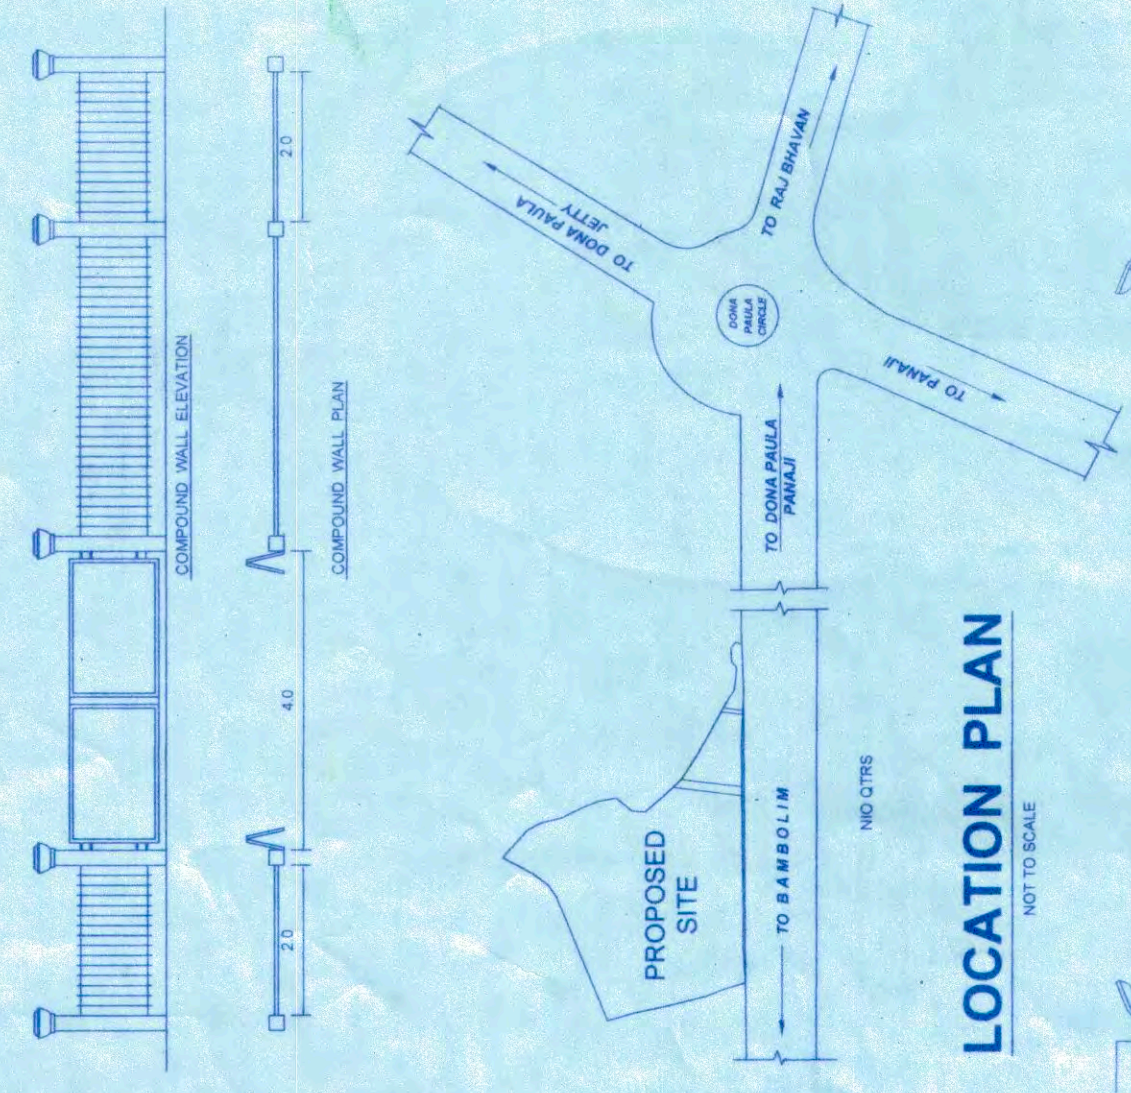 COMPOUND WALL ELEVATION
2.0
4.0
2.0
COMPOUND WALL PLAN
PROPOSED
SITE
TO BAMBOLIM
TO DONA PAULA
PANAJI
DONA
PAULA
CIRCLE
TO DONA PAULA
JETTY
TO RAJ BHAVAN
TO PANAJI
NIO QTRS
LOCATION PLAN
NOT TO SCALE